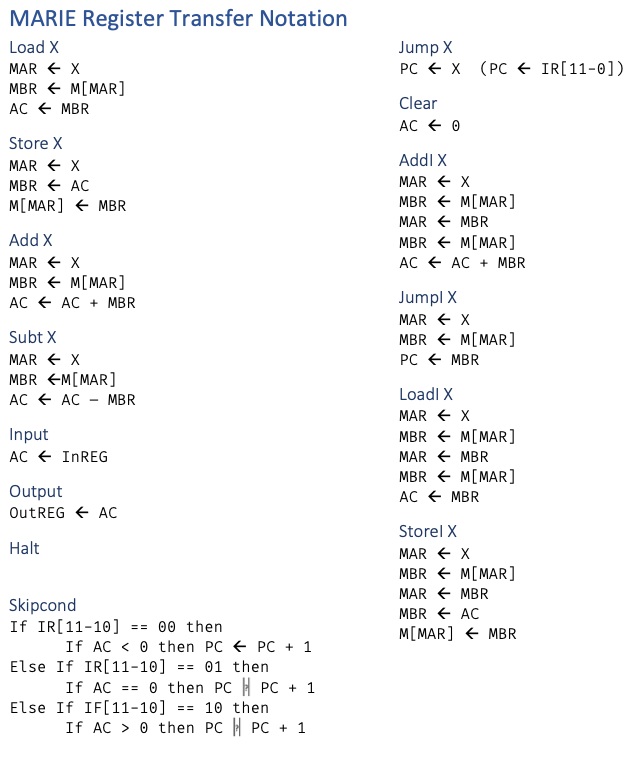 MARIE Register Transfer Notation
Load X
MAR ← X
MBR ← M[MAR]
AC ← MBR
Store X
MAR ← X
MBR ← AC
M[MAR] ← MBR
Add X
MAR ← X
MBR ← M[MAR]
AC ← AC + MBR
Subt X
MAR ← X
MBR ←M[MAR]
AC ← AC – MBR
Input
AC ← InREG
Output
OutREG ← AC
Halt
Skipcond
If IR[11-10] == 00 then
If AC < 0 then PC ← PC + 1
Else If IR[11-10] == 01 then
If AC == 0 then PC PC + 1
Else If IF[11-10] == 10 then
If AC > 0 then PC PC + 1
Jump X
PC ← X (PC ← IR[11-0])
Clear
AC ← 0
AddI X
MAR ← X
MBR ← M[MAR]
MAR ← MBR
MBR ← M[MAR]
AC ← AC + MBR
JumpI X
MAR ← X
MBR ← M[MAR]
PC ← MBR
LoadI X
MAR ← X
MBR ← M[MAR]
MAR ← MBR
MBR ← M[MAR]
AC ← MBR
StoreI X
MAR ← X
MBR ← M[MAR]
MAR ← MBR
MBR ← AC
M[MAR] ← MBR